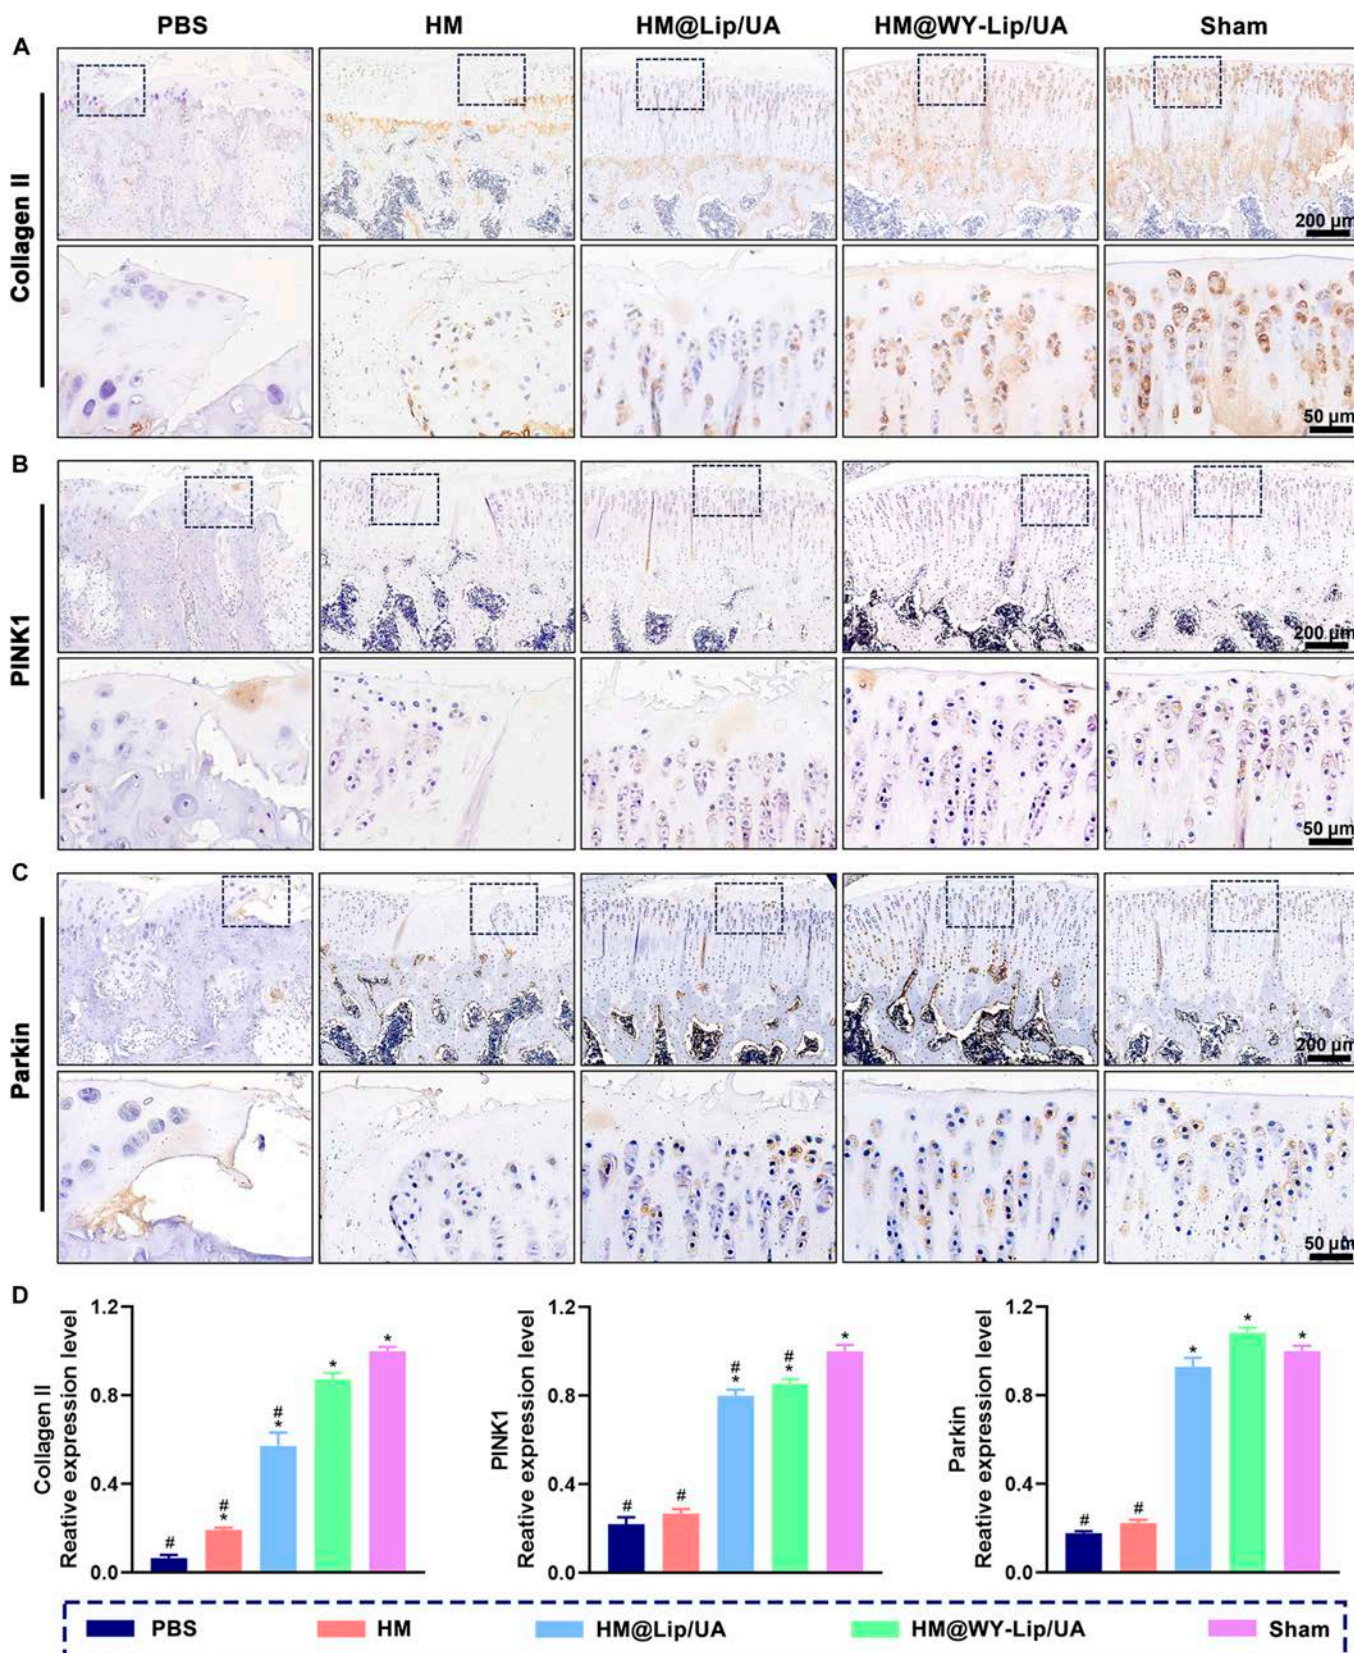 PBS HM HM@Lip/UA HM@WY-Lip/UA Sham
A
Collagen II
200 µm
50 µm
B
PINK1
200 µm
50 µm
C
Parkin
200 µm
50 µm
D
Collagen II
Reative expression level
1.2
0.8
0.4
0.0
#
#
*
#
*
*
*
PINK1
Reative expression level
1.2
0.8
0.4
0.0
#
#
#
*
#
*
*
Parkin
Reative expression level
1.2
0.8
0.4
0.0
#
#
*
*
*
PBS HM HM@Lip/UA HM@WY-Lip/UA Sham